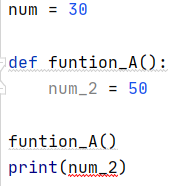 num = 30
def funtion_A():
    num_2 = 50
funtion_A()
print(num_2)